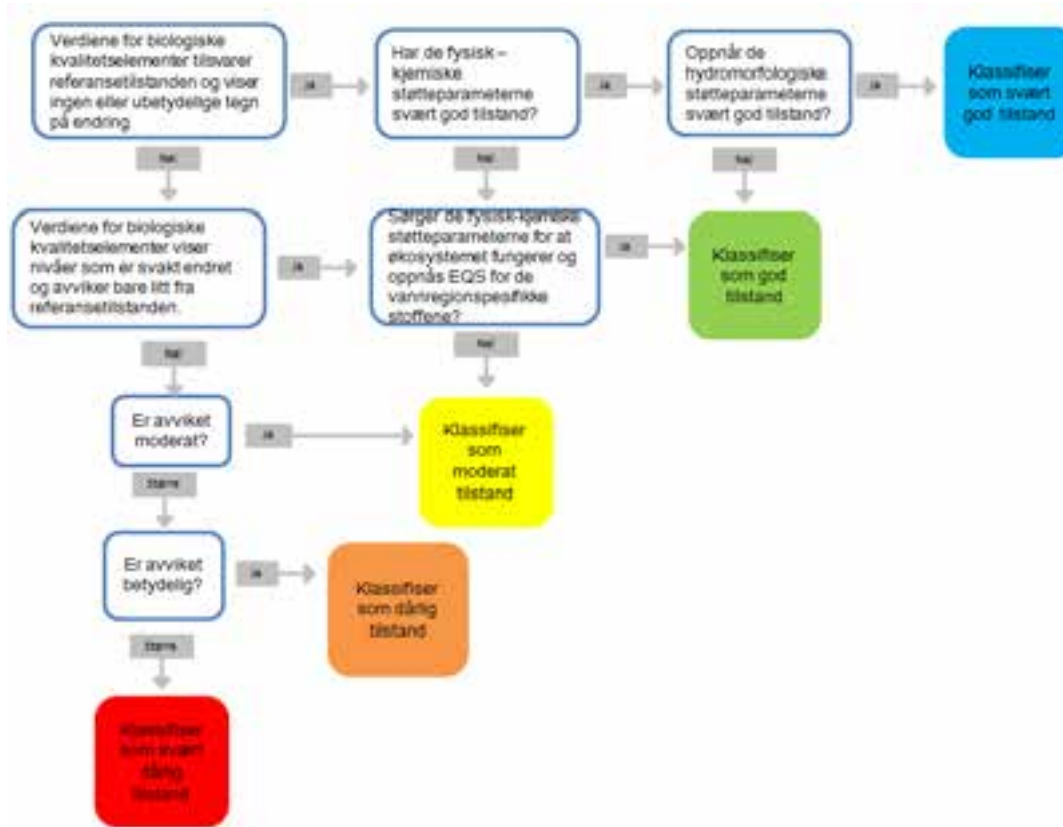 Verdiene for biologiske
kvalitetselementer tilsvarer
referansetilstanden og viser
ingen eller ubetydelige tegn
på endring
Ja
Har de fysisk –
kjemiske
støtteparameterne
svært god tilstand?
Ja
Oppnår de
hydromorfologiske
støtteparameterne
svært god tilstand?
Ja
Klassifiser
som svært
god tilstand
Nei
Nei
Nei
Verdiene for biologiske
kvalitetselementer viser
nivåer som er svakt endret
og avviker bare litt fra
referansetilstanden.
Ja
Sørger de fysisk-kjemiske
støtteparameterne for at
økosystemet fungerer og
oppnås EQS for de
vannregionspesifikke
stoffene?
Ja
Klassifiser
som god
tilstand
Nei
Nei
Er avviket
moderat?
Ja
Klassifiser
som
moderat
tilstand
Større
Er avviket
betydelig?
Ja
Klassifiser
som dårlig
tilstand
Større
Klassifiser
som svært
dårlig
tilstand